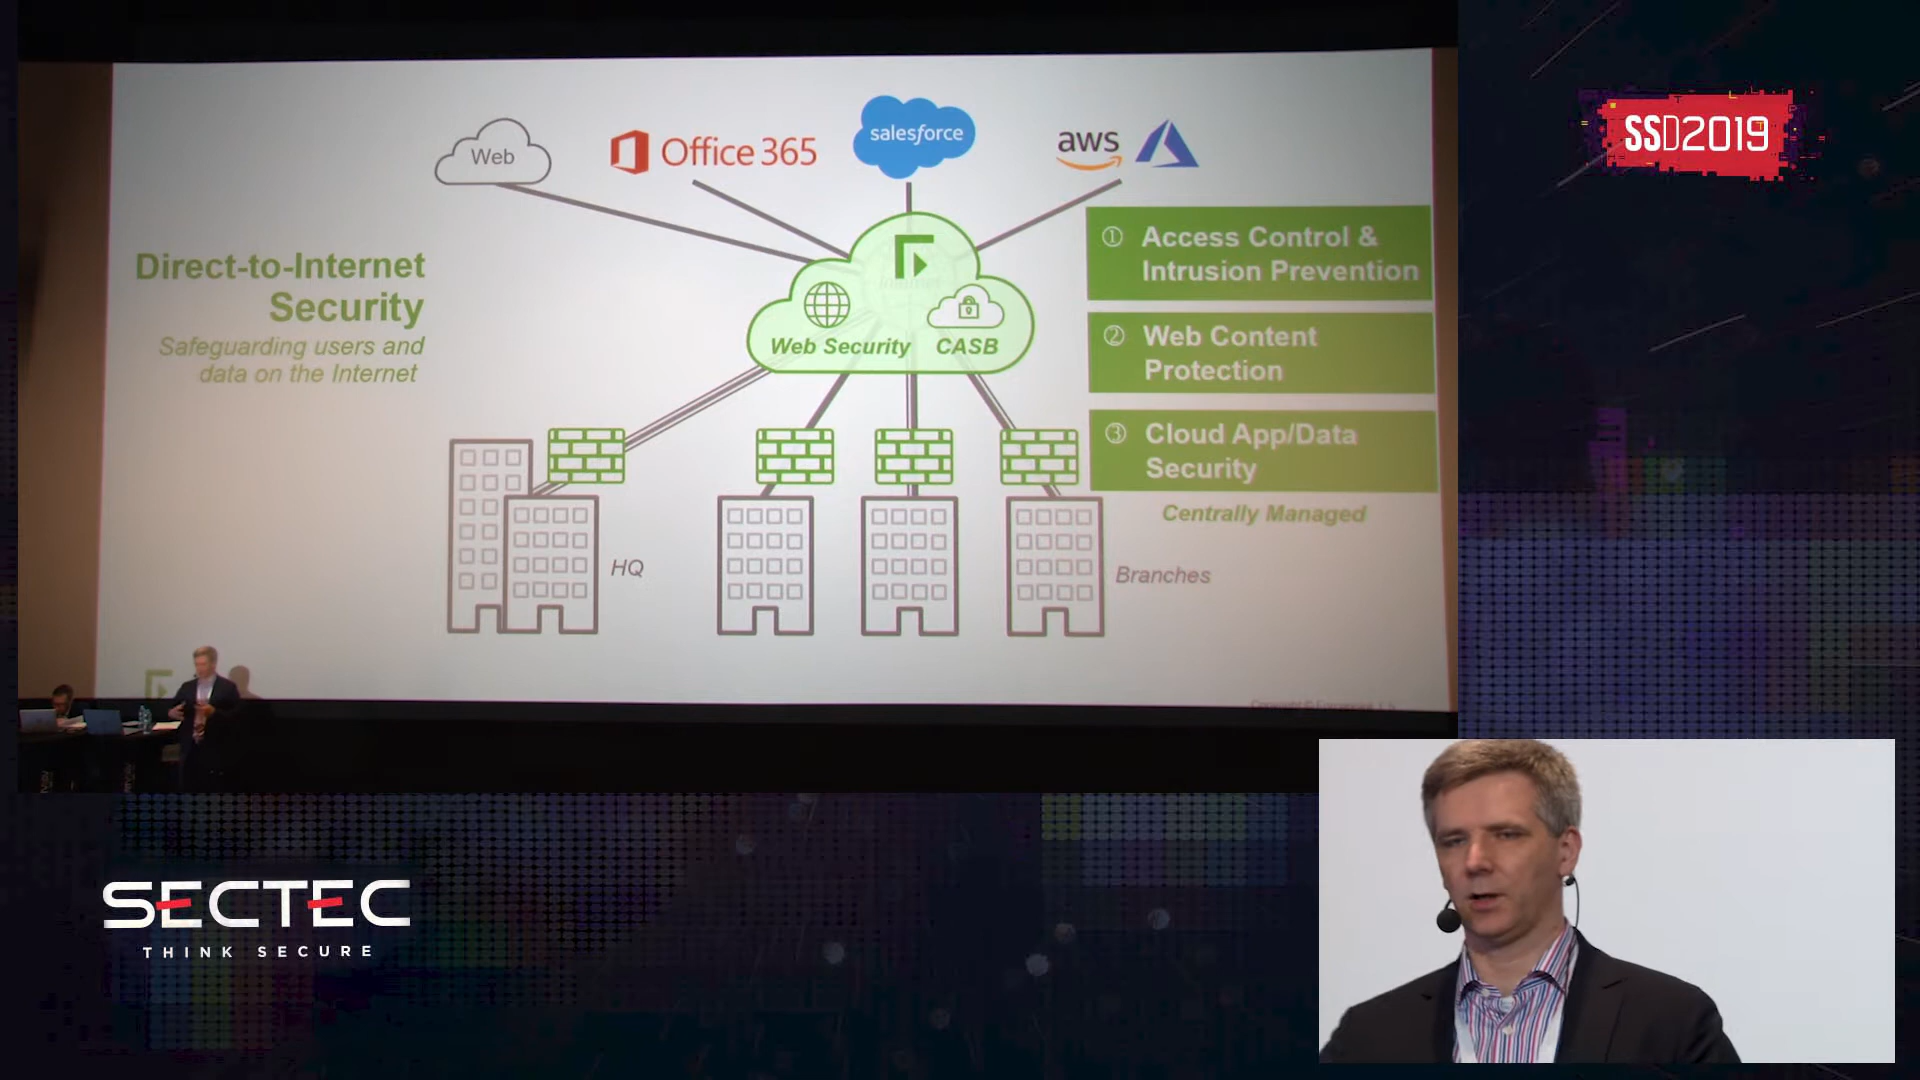 SSD2019
Web
Office 365
salesforce
aws
Direct-to-Internet
Security
Safeguarding users and
data on the Internet
Web Security
CASB
① Access Control &
Intrusion Prevention
② Web Content
Protection
③ Cloud App/Data
Security
Centrally Managed
HQ
Branches
SECTEC
THINK SECURE